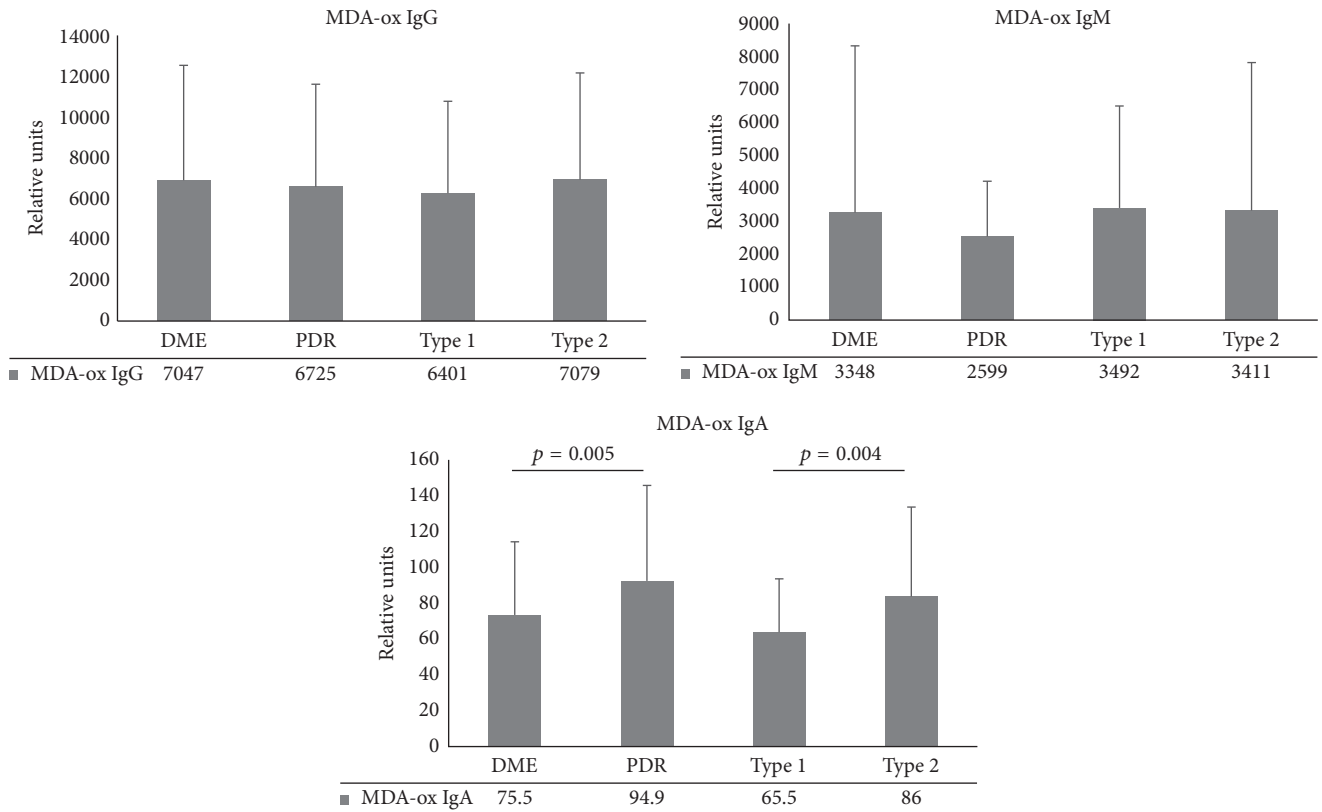 MDA-ox IgG
14000
12000
10000
8000
6000
4000
2000
0
Relative units
DME PDR Type 1 Type 2
MDA-ox IgG 7047 6725 6401 7079
MDA-ox IgM
9000
8000
7000
6000
5000
4000
3000
2000
1000
0
Relative units
DME PDR Type 1 Type 2
MDA-ox IgM 3348 2599 3492 3411
MDA-ox IgA
p = 0.005 p = 0.004
160
140
120
100
80
60
40
20
0
Relative units
DME PDR Type 1 Type 2
MDA-ox IgA 75.5 94.9 65.5 86